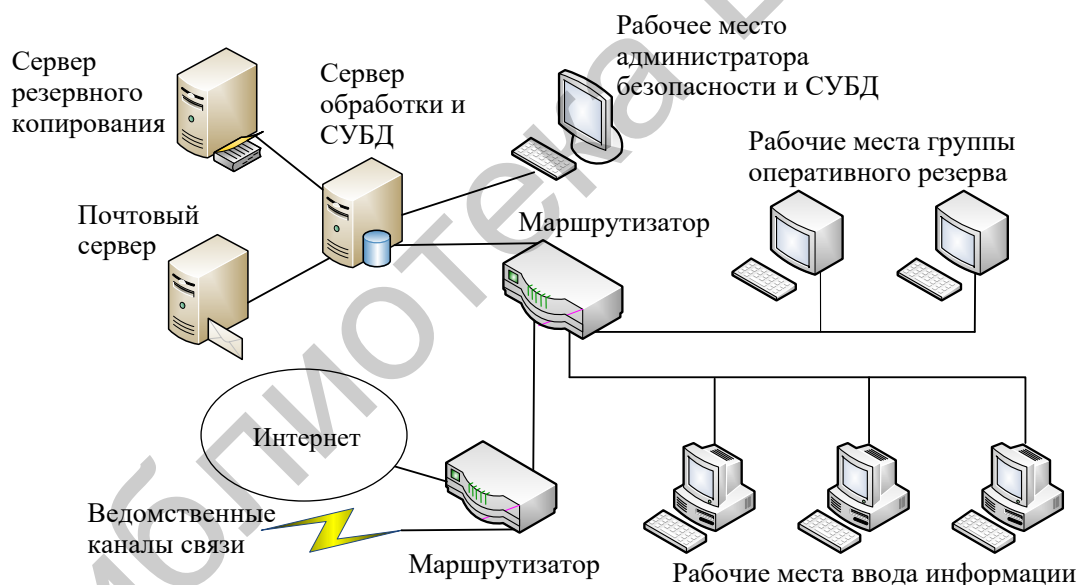 Сервер
резервного
копирования
Сервер
обработки и
СУБД
Рабочее место
администратора
безопасности и СУБД
Рабочие места группы
оперативного резерва
Почтовый
сервер
Маршрутизатор
Интернет
Ведомственные
каналы связи
Маршрутизатор
Рабочие места ввода информации
библиотека